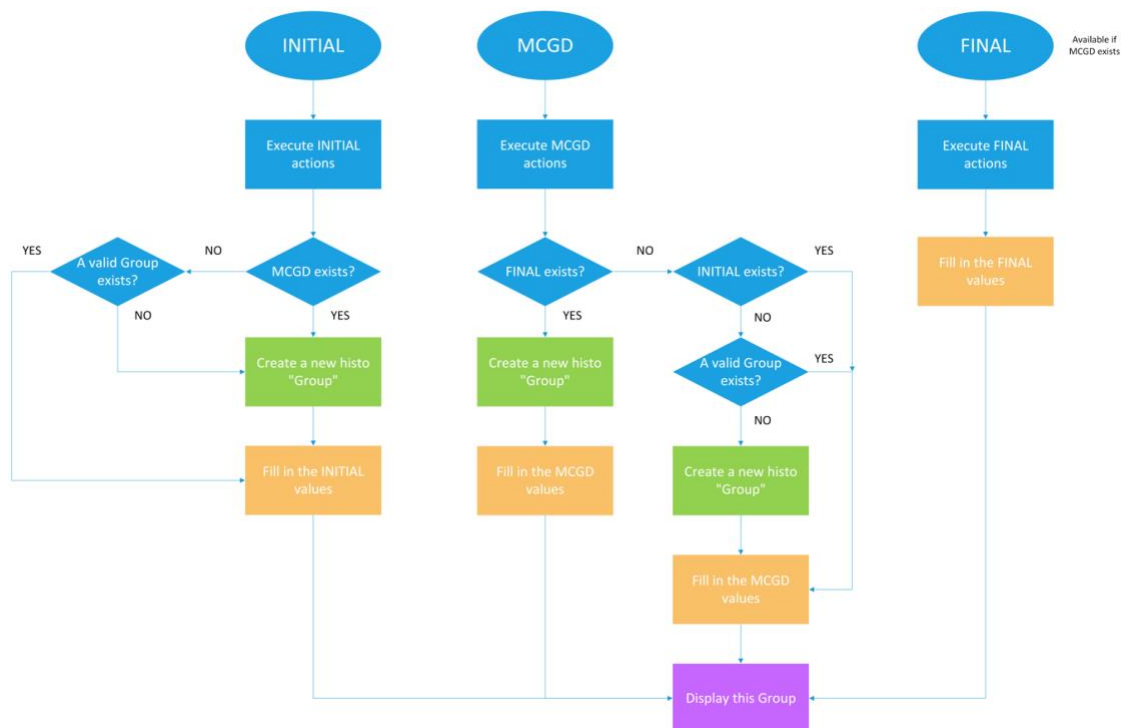 INITIAL
MCGD
FINAL
Available if
MCGD exists
Execute INITIAL
actions
Execute MCGD
actions
Execute FINAL
actions
YES
A valid Group
exists?
NO
MCGD exists?
FINAL exists?
NO
INITIAL exists?
YES
Fill in the FINAL
values
NO
YES
YES
NO
Create a new histo
"Group"
Create a new histo
"Group"
A valid Group
exists?
YES
NO
Fill in the INITIAL
values
Fill in the MCGD
values
Create a new histo
"Group"
Fill in the MCGD
values
Display this Group